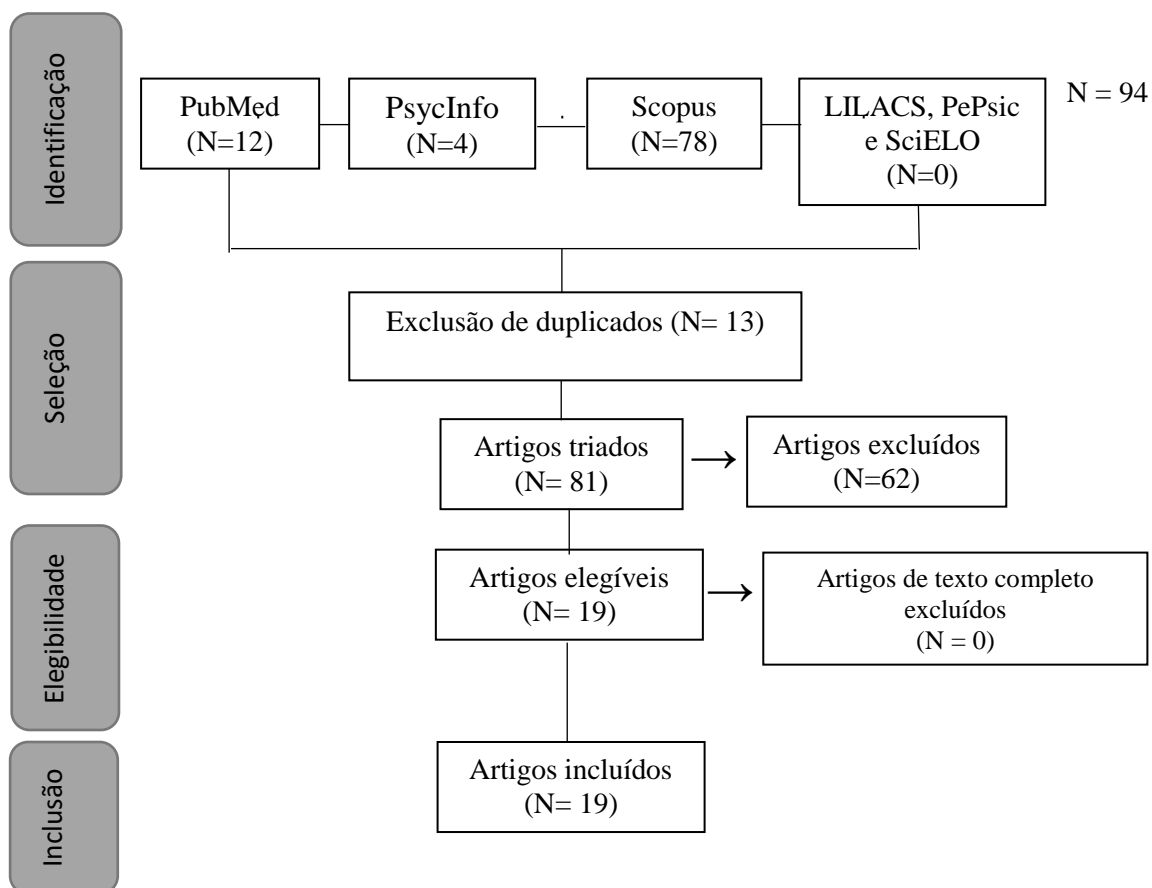 Identificação
PubMed
(N=12)
PsycInfo
(N=4)
Scopus
(N=78)
LILACS, PePsic
e SciELO
(N=0)
N = 94
Seleção
Exclusão de duplicados (N= 13)
Artigos triados
(N= 81)
Artigos excluídos
(N=62)
Elegibilidade
Artigos elegíveis
(N= 19)
Artigos de texto completo
excluídos
(N = 0)
Inclusão
Artigos incluídos
(N= 19)